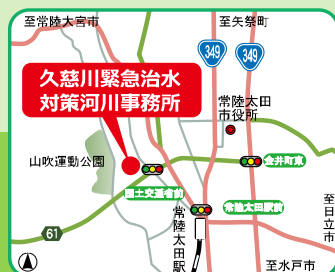 至常陸大宮市
至矢祭町
349
349
久慈川緊急治水
対策河川事務所
常陸太田
市役所
山吹運動公園
金井町東
国土交通省前
常陸太田駅前
常陸太田駅
至日立市
61
至水戸市